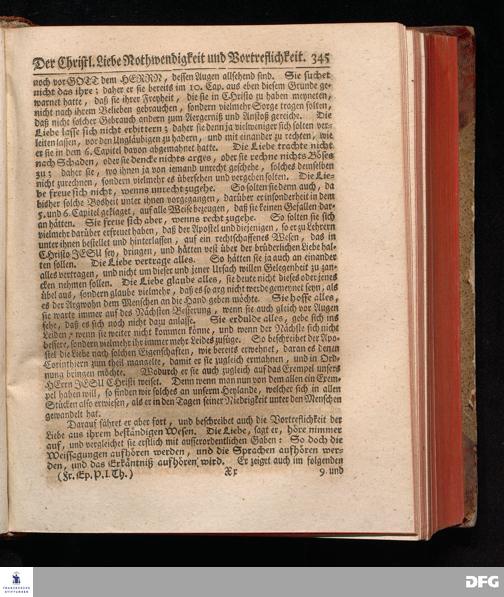 Der Christl. Liebe Nothwendigkeit und Vortreflichkeit. 345
noch vor GOTT dem HERRN, dessen Augen allsehend sind. Sie suchet
nicht das ihre; daher er sie bereits im 10. Cap. aus eben diesem Grunde ge-
warnet hatte, daß sie ihrer Freyheit, die sie in CHristo zu haben meyneten,
nicht nach ihrem Belieben gebrauchen, sondern vielmehr Sorge tragen solten,
daß nicht solcher Gebrauch andern zum Aergerniß und Anstoß gereiche. Die
Liebe lasse sich nicht erbittern; daher sie denn ja vielweniger sich solten ver-
leiten lassen, vor den Ungläubigen zu hadern, und mit einander zu rechten, wie
er sie in dem 6. Capitel davon abgemahnet hatte. Die Liebe trachte nicht
nach Schaden, oder sie dencke nichts arges, oder sie rechne nichts Böses
zu; daher sie, wo ihnen ja von iemand unrecht geschehe, solches demselben
nicht zurechnen, sondern vielmehr es übersehen und vergeben solten. Die Lie-
be freue sich nicht, wenns unrecht zugehe. So solten sie denn auch, da
bisher solche Bosheit unter ihnen vorgegangen, darüber er insonderheit in dem
5. und 6. Capitel geklaget, auf alle Weise bezeugen, daß sie keinen Gefallen dar-
an hätten. Sie freue sich aber, wenns recht zugehe. So solten sie sich
vielmehr darüber erfreuet haben, daß der Apostel und diejenigen, so er zu Lehrern
unter ihnen bestellet und hinterlassen, auf ein rechtschaffenes Wesen, das in
CHristo JESU sey, dringen, und hätten vest über der brüderlichen Liebe hal-
ten sollen. Die Liebe vertrage alles. So hätten sie ja auch an einander
alles vertragen, und nicht um dieser und jener Ursach willen Gelegenheit zu zan-
cken nehmen sollen. Die Liebe glaube alles, sie deute nicht dieses oder jenes
übel aus, sondern glaube vielmehr, daß es so arg nicht werde gemeynet seyn, als
es der Argwohn dem Menschen an die Hand geben möchte. Sie hoffe alles,
sie warte immer auf des Nächsten Besserung, wenn sie auch gleich vor Augen
sehe, daß es sich noch nicht dazu anlasse. Sie erdulde alles, gebe sich ins
Leiden, wenn sie weiter nicht kommen könne, und wenn der Nächste sich nicht
bessere, sondern vielmehr ihr immer mehr Leides zufüge. So beschreibet der Apo-
stel die Liebe nach solchen Eigenschaften, wie bereits erwehnet, daran es denen
Corinthiern zum theil mangelte, damit er sie zugleich ermahnen, und in Ord-
nung bringen möchte. Wodurch er sie auch zugleich auf das Exempel unsers
HErrn JESU CHristi weiset. Denn wenn man nun von dem allen ein Exem-
pel haben will, so finden wir solches an unserm Heylande, welcher sich in allen
Stücken also erwiesen, als er in den Tagen seiner Niedrigkeit unter den Menschen
gewandelt hat.
Darauf fähret er aber fort, und beschreibet auch die Vortreflichkeit der
Liebe aus ihrem beständigen Wesen. Die Liebe, sagt er, höre nimmer
auf, und vergleichet sie erstlich mit ausserordentlichen Gaben: So doch die
Weissagungen aufhören werden, und die Sprachen aufhören wer-
den, und das Erkäntniß aufhören wird. Er zeiget auch im folgenden
(Fr. Ep. P. I. Th.) Xx 9. und
FRANCKESCHE
STIFTUNGEN
DFG